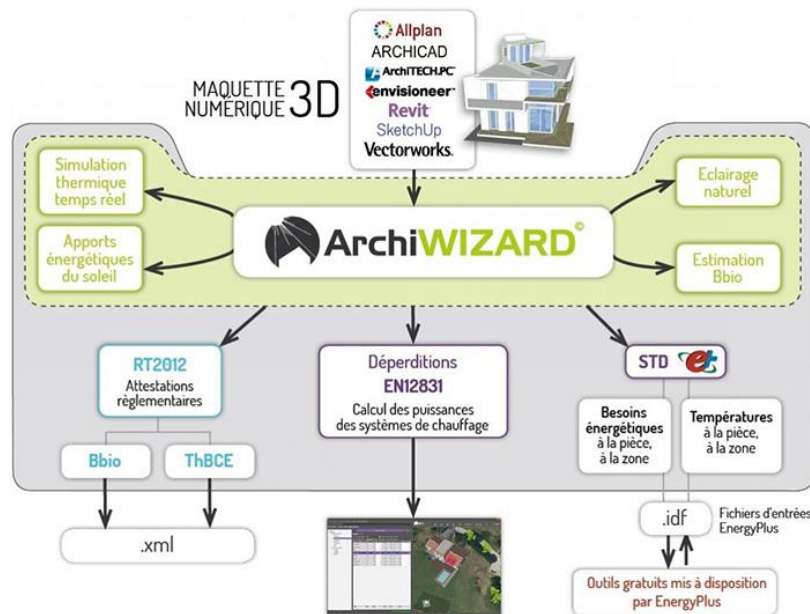 Allplan
ARCHICAD
ArchiTECH.PC
envisioneer
Revit
SketchUp
Vectorworks
MAQUETTE
NUMÉRIQUE
3D
Simulation
thermique
temps réel
Apports
énergétiques
du soleil
ArchiWIZARD©
Eclairage
naturel
Estimation
Bbio
RT2012
Attestations
règlementaires
Bbio
ThBCE
.xml
Déperditions
EN12831
Calcul des puissances
des systèmes de chauffage
STD et
Besoins
énergétiques
à la pièce,
à la zone
Températures
à la pièce,
à la zone
.idf
Fichiers d'entrées
EnergyPlus
Outils gratuits mis à disposition
par EnergyPlus